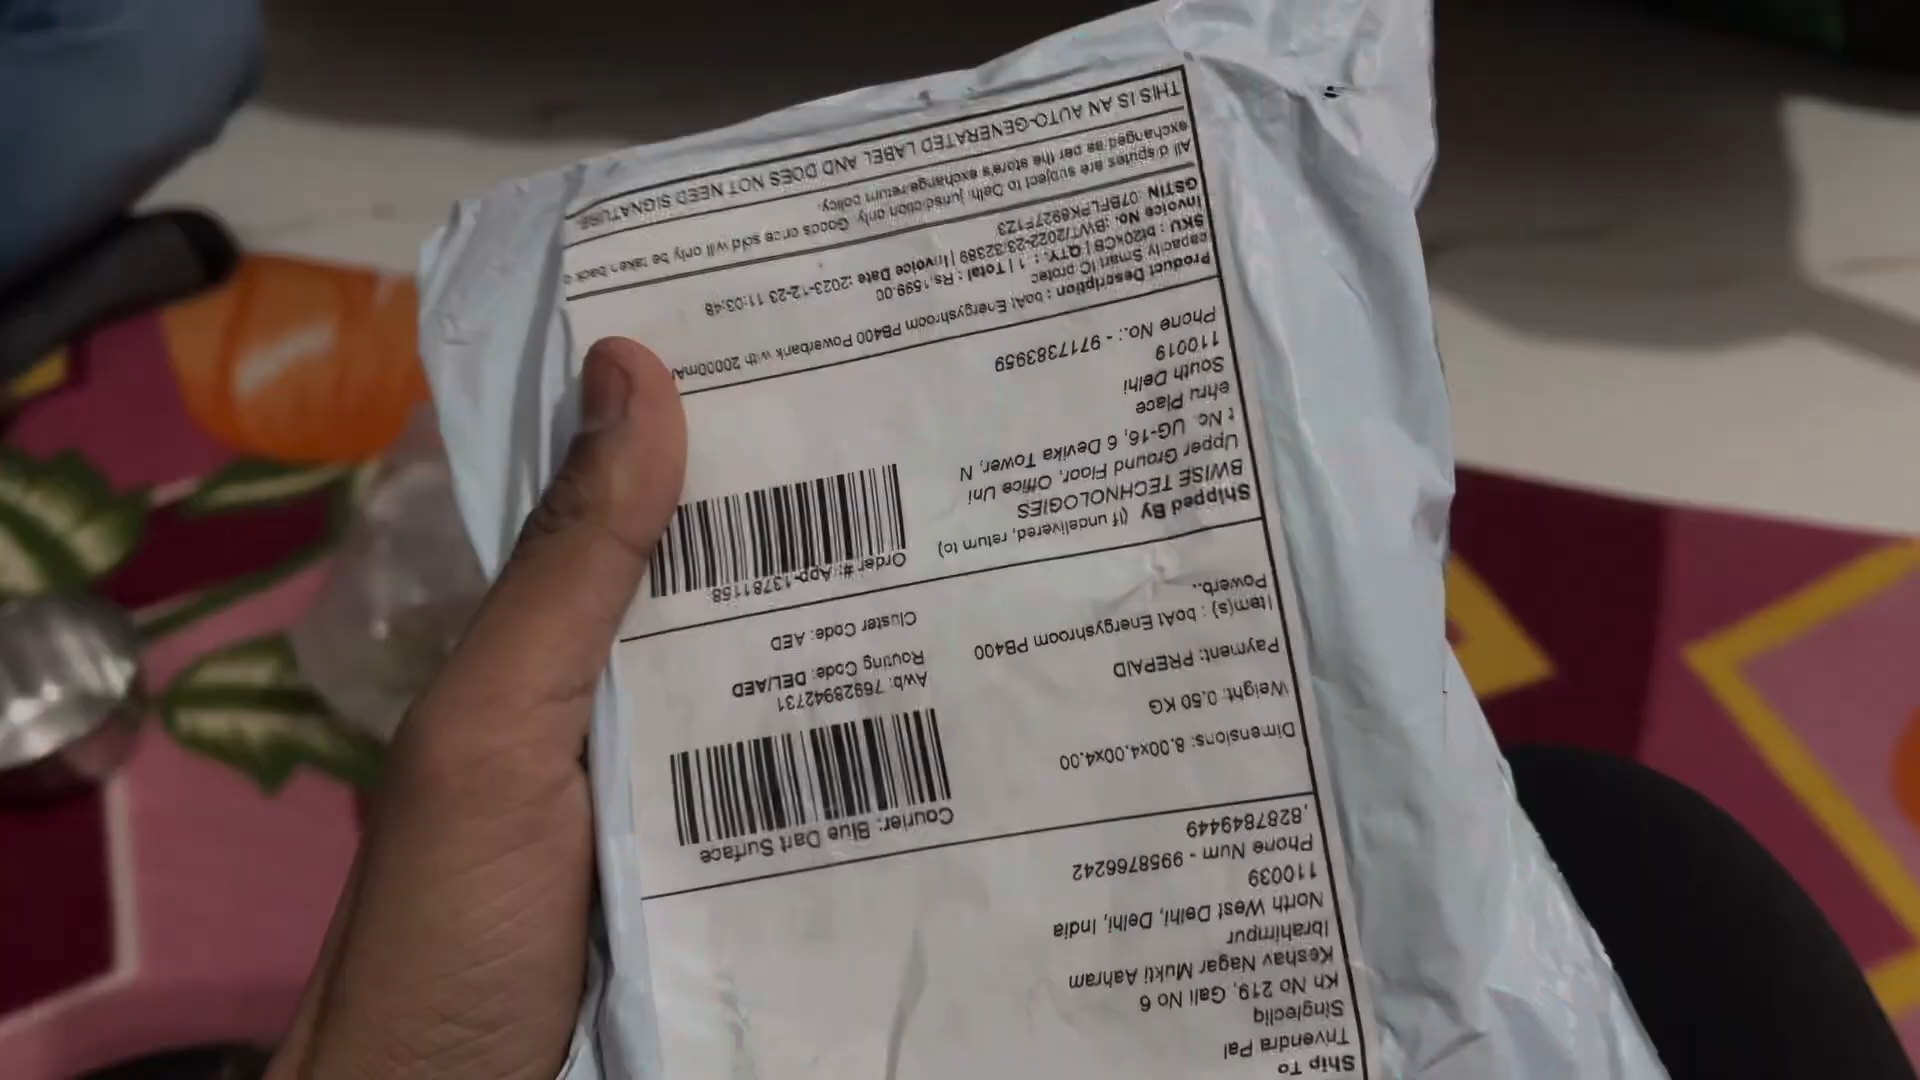 Ship To
Trivendra Pal
Singlecliq
Kh No 219, Gali No 6
Keshav Nagar Mukti Aahram
Ibrahimpur
North West Delhi, Delhi, India
110039
Phone Num - 9958766242
,8287849449
Dimensions: 8.00x4.00x4.00
Weight: 0.50 KG
Payment: PREPAID
Item(s) : boAt Energyshroom PB400
Powerb..
Courier: Blue Dart Surface
Awb: 76928942731
Routing Code: DEL/AED
Cluster Code: AED
Shipped By (If undelivered, return to)
BWISE TECHNOLOGIES
Upper Ground Floor, Office Uni
t No. UG-16, 6 Devika Tower, N
ehru Place
South Delhi
110019
Phone No.: - 9717383959
Order #: App-13781158
Product Description : boAt Energyshroom PB400 Powerbank with 20000mA
capacity Smart IC protec
SKU : bt20kCB | QTY. : 1 | Total : Rs. 1599.00
Invoice No. :BWT/2022-23/32389 | Invoice Date :2023-12-23 11:03:48
GSTIN :07BFLPK6927F1Z3
All disputes are subject to Delhi jurisdiction only. Goods once sold will only be taken back o
exchanged as per the store's exchange/return policy.
THIS IS AN AUTO-GENERATED LABEL AND DOES NOT NEED SIGNATURE